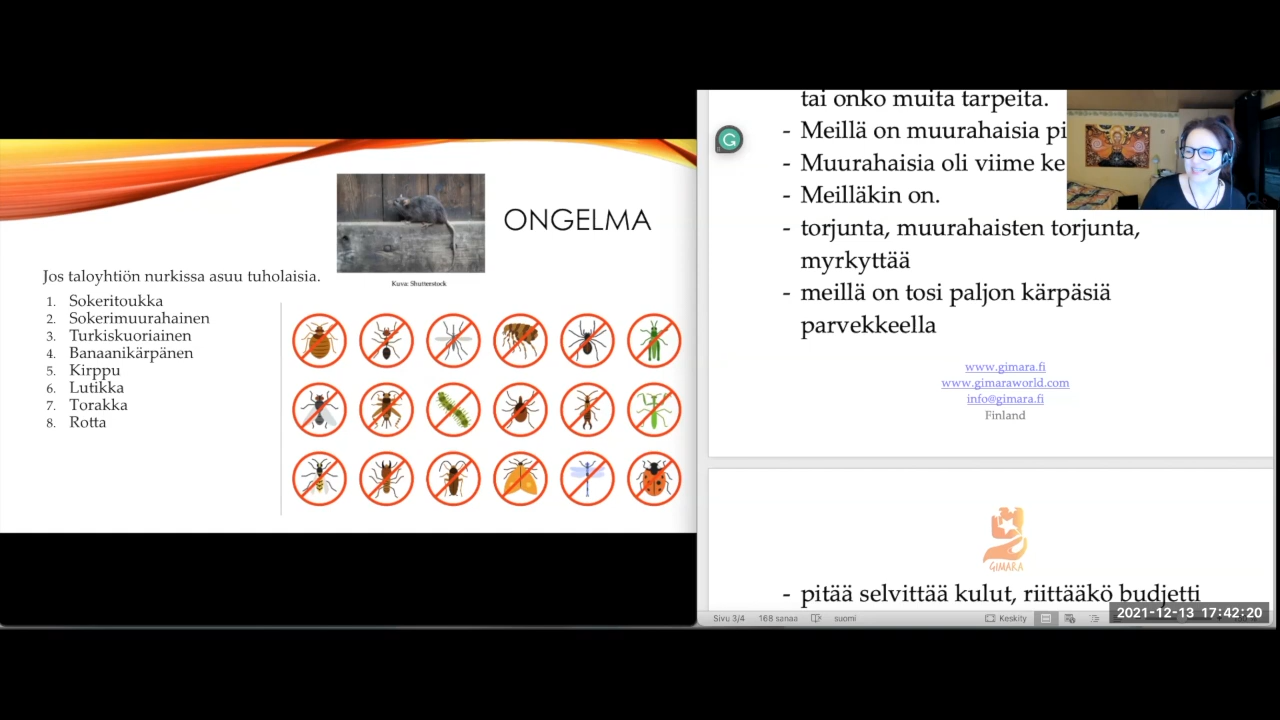 ONGELMA
Kuva: Shutterstock
Jos taloyhtiön nurkissa asuu tuholaisia.
1. Sokeritoukka
2. Sokerimuurahainen
3. Turkiskuoriainen
4. Banaanikärpänen
5. Kirppu
6. Lutikka
7. Torakka
8. Rotta
tai onko muita tarpeita.
- Meillä on muurahaisia pi
- Muurahaisia oli viime ke
- Meilläkin on.
- torjunta, muurahaisten torjunta,
myrkyttää
- meillä on tosi paljon kärpäsiä
parvekkeella
www.gimara.fi
www.gimaraworld.com
info@gimara.fi
Finland
GIMARA
- pitää selvittää kulut, riittääkö budjetti
Sivu 3/4 168 sanaa suomi Keskity
2021-12-13 17:42:20